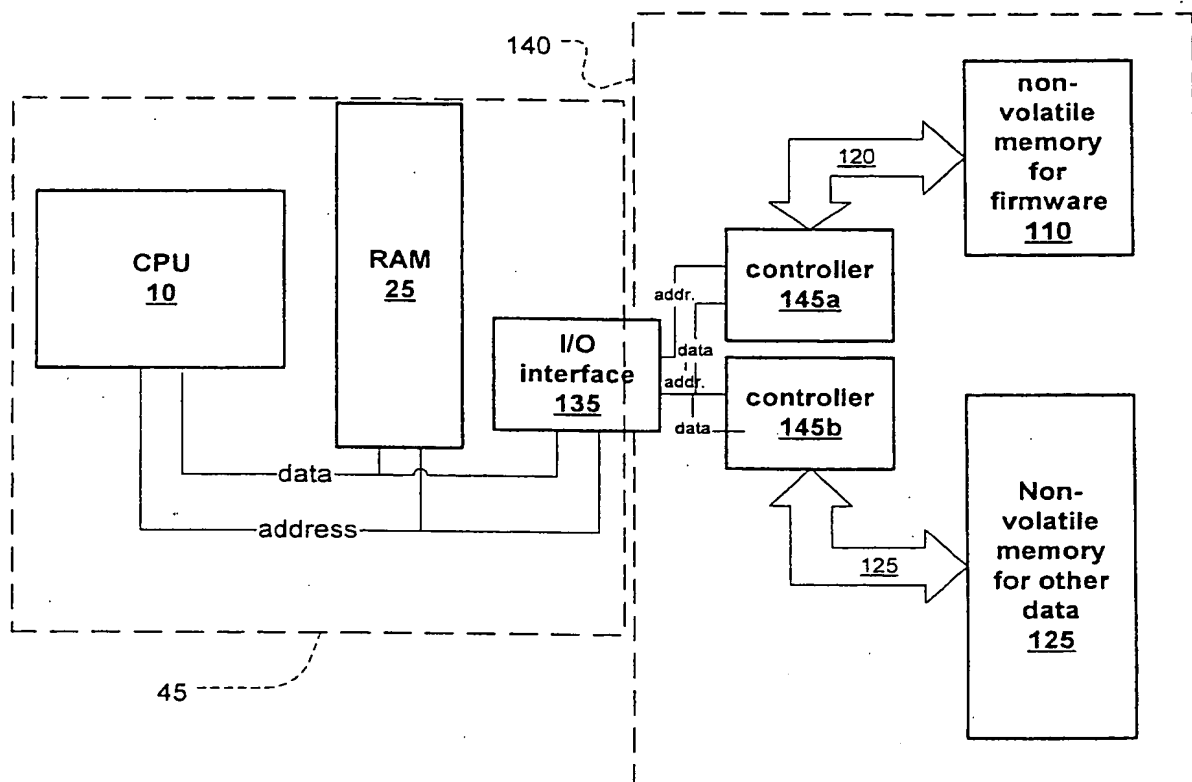 140
non-
volatile
memory
for
firmware
110
120
CPU
10
RAM
25
controller
145a
addr.
data
I/O
interface
135
addr.
data
controller
145b
data
address
125
Non-
volatile
memory
for other
data
125
45